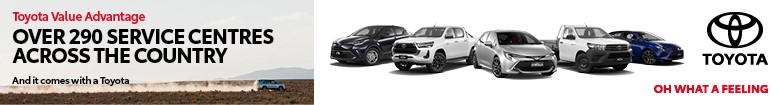 Toyota Value Advantage
OVER 290 SERVICE CENTRES
ACROSS THE COUNTRY
And it comes with a Toyota
TOYOTA
OH WHAT A FEELING